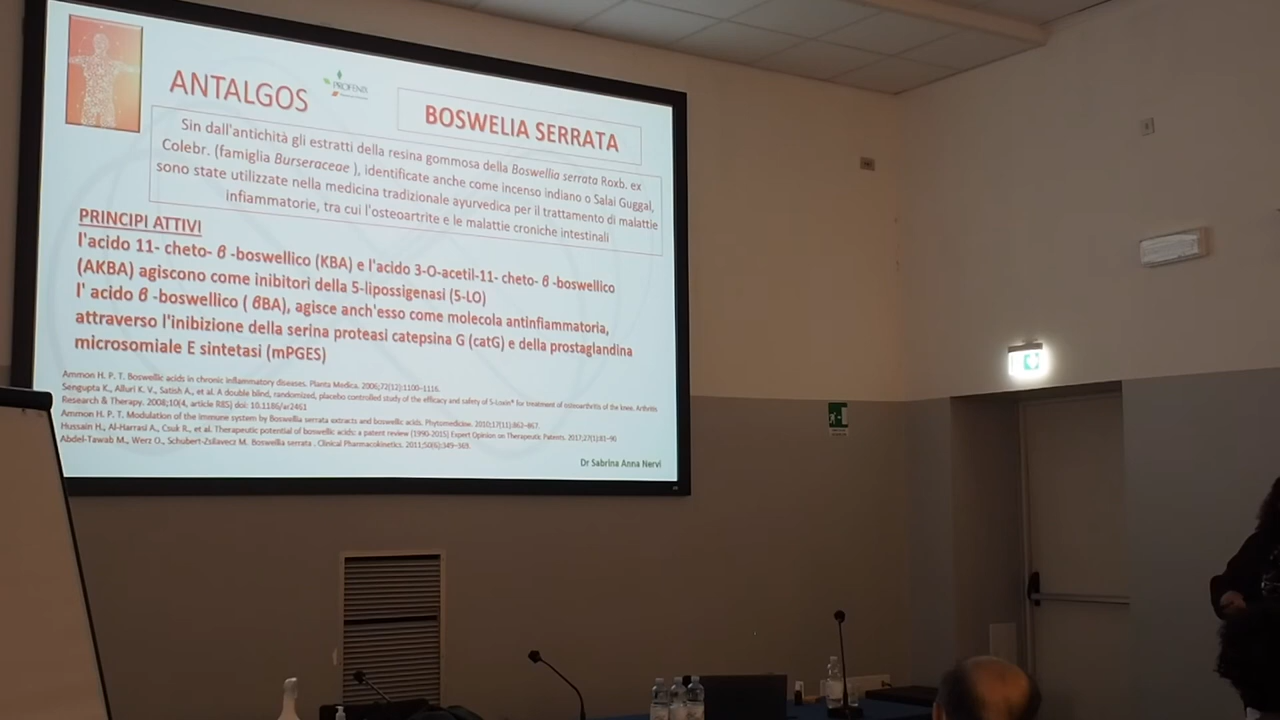 ANTALGOS
PROFENIX
BOSWELIA SERRATA
Sin dall'antichità gli estratti della resina gommosa della Boswellia serrata Roxb. ex
Colebr. (famiglia Burseraceae ), identificate anche come incenso indiano o Salai Guggal,
sono state utilizzate nella medicina tradizionale ayurvedica per il trattamento di malattie
infiammatorie, tra cui l'osteoartrite e le malattie croniche intestinali
PRINCIPI ATTIVI
l'acido 11- cheto- β -boswellico (KBA) e l'acido 3-O-acetil-11- cheto- β -boswellico
(AKBA) agiscono come inibitori della 5-lipossigenasi (5-LO)
l' acido β -boswellico ( βBA), agisce anch'esso come molecola antinfiammatoria,
attraverso l'inibizione della serina proteasi catepsina G (catG) e della prostaglandina
microsomiale E sintetasi (mPGES)
Ammon H. P. T. Boswellic acids in chronic inflammatory diseases. Planta Medica. 2006;72(12):1100–1116.
Sengupta K., Alluri K. V., Satish A., et al. A double blind, randomized, placebo controlled study of the efficacy and safety of 5-Loxin® for treatment of osteoarthritis of the knee. Arthritis
Research & Therapy. 2008;10(4, article R85) doi: 10.1186/ar2461
Ammon H. P. T. Modulation of the immune system by Boswellia serrata extracts and boswellic acids. Phytomedicine. 2010;17(11):862–867.
Hussain H., Al-Harrasi A., Csuk R., et al. Therapeutic potential of boswellic acids: a patent review (1990-2015) Expert Opinion on Therapeutic Patents. 2017;27(1):81–90
Abdel-Tawab M., Werz O., Schubert-Zsilavecz M. Boswellia serrata . Clinical Pharmacokinetics. 2011;50(6):349–369.
Dr Sabrina Anna Nervi